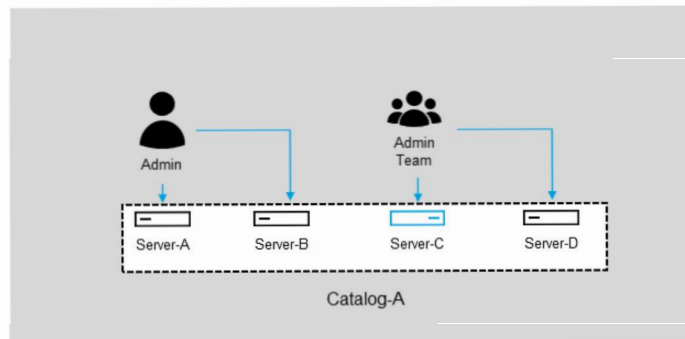 Admin
Admin
Team
Server-A
Server-B
Server-C
Server-D
Catalog-A